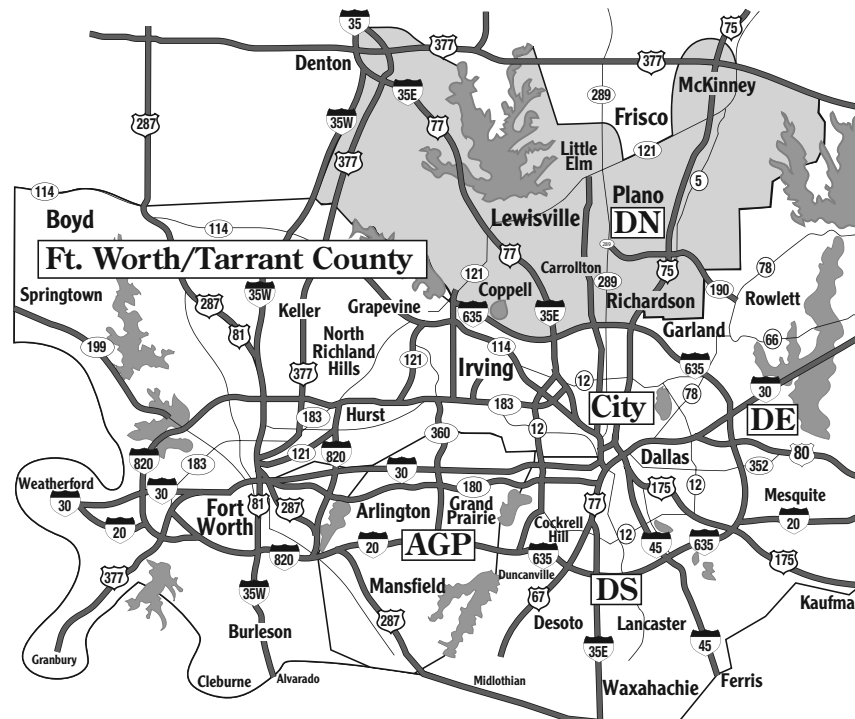 35
75
377
377
Denton
McKinney
35E
289
Frisco
287
35W
77
121
Little
Elm
377
5
114
Plano
Boyd
114
Lewisville
DN
289
77
Ft. Worth/Tarrant County
121
Carrollton
75
78
Springtown
35W
Coppell
289
190
287
Keller
Grapevine
635
35E
Richardson
Rowlett
81
Garland
66
199
North
Richland
Hills
121
114
Irving
635
377
12
30
183
Hurst
183
City
78
DE
12
360
820
121
820
183
30
Dallas
80
352
Weatherford
30
30
180
175
12
Mesquite
Fort
Worth
81
287
Arlington
Grand
Prairie
77
20
20
Cockrell
Hill
12
45
635
820
20
AGP
635
175
377
Duncanville
35W
Mansfield
67
DS
Kaufma
Burleson
287
Desoto
Lancaster
35E
45
Granbury
Cleburne
Alvarado
Midlothian
Waxahachie
Ferris